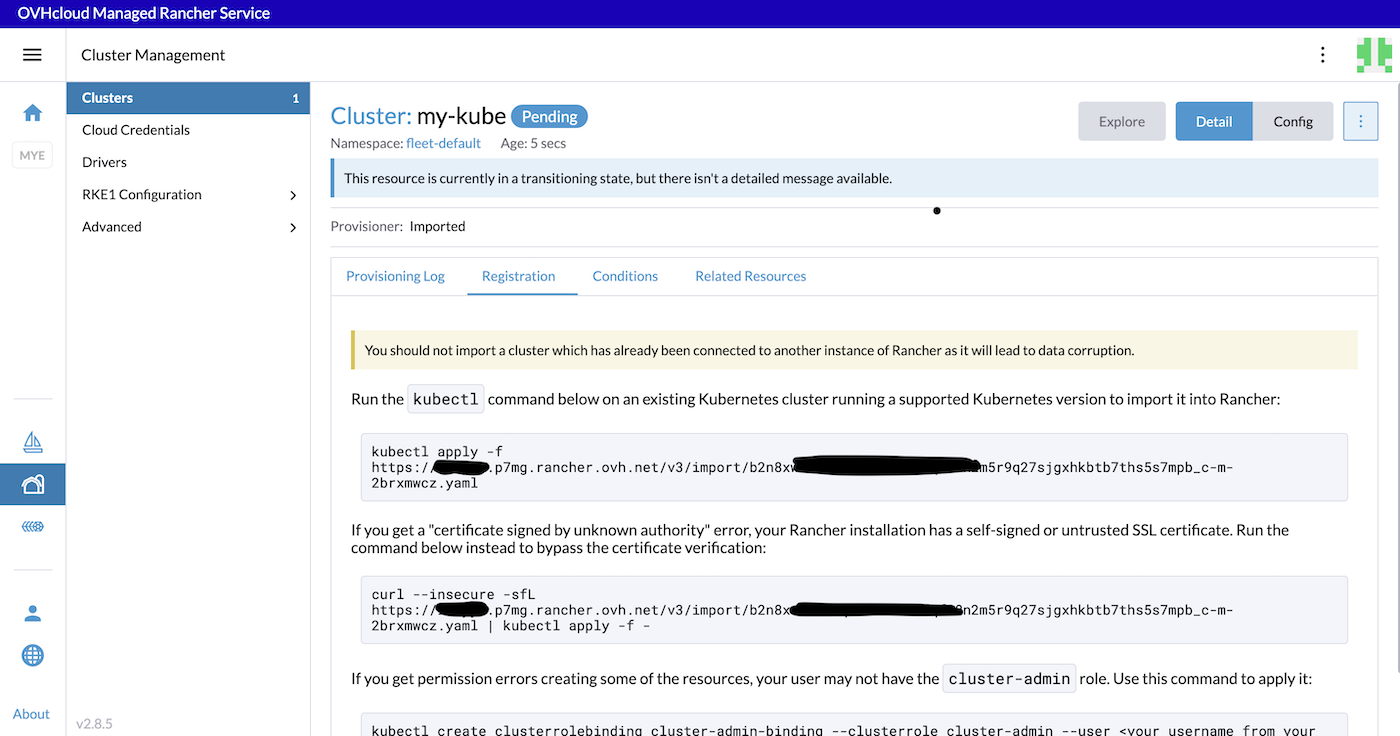 OVHcloud Managed Rancher Service
Cluster Management
Clusters 1
Cloud Credentials
Drivers
RKE1 Configuration
Advanced
MYE
About
v2.8.5
Cluster: my-kube Pending
Explore Detail Config
Namespace: fleet-default Age: 5 secs
This resource is currently in a transitioning state, but there isn't a detailed message available.
Provisioner: Imported
Provisioning Log Registration Conditions Related Resources
You should not import a cluster which has already been connected to another instance of Rancher as it will lead to data corruption.
Run the kubectl command below on an existing Kubernetes cluster running a supported Kubernetes version to import it into Rancher:
kubectl apply -f
https:// .p7mg.rancher.ovh.net/v3/import/b2n8x m5r9q27sjgxhkbtb7ths5s7mpb_c-m-
2brxmwcz.yaml
If you get a "certificate signed by unknown authority" error, your Rancher installation has a self-signed or untrusted SSL certificate. Run the
command below instead to bypass the certificate verification:
curl --insecure -sfL
https:// .p7mg.rancher.ovh.net/v3/import/b2n8x n2m5r9q27sjgxhkbtb7ths5s7mpb_c-m-
2brxmwcz.yaml | kubectl apply -f -
If you get permission errors creating some of the resources, your user may not have the cluster-admin role. Use this command to apply it:
kubectl create clusterrolebinding cluster-admin-binding --clusterrole cluster-admin --user <your username from your